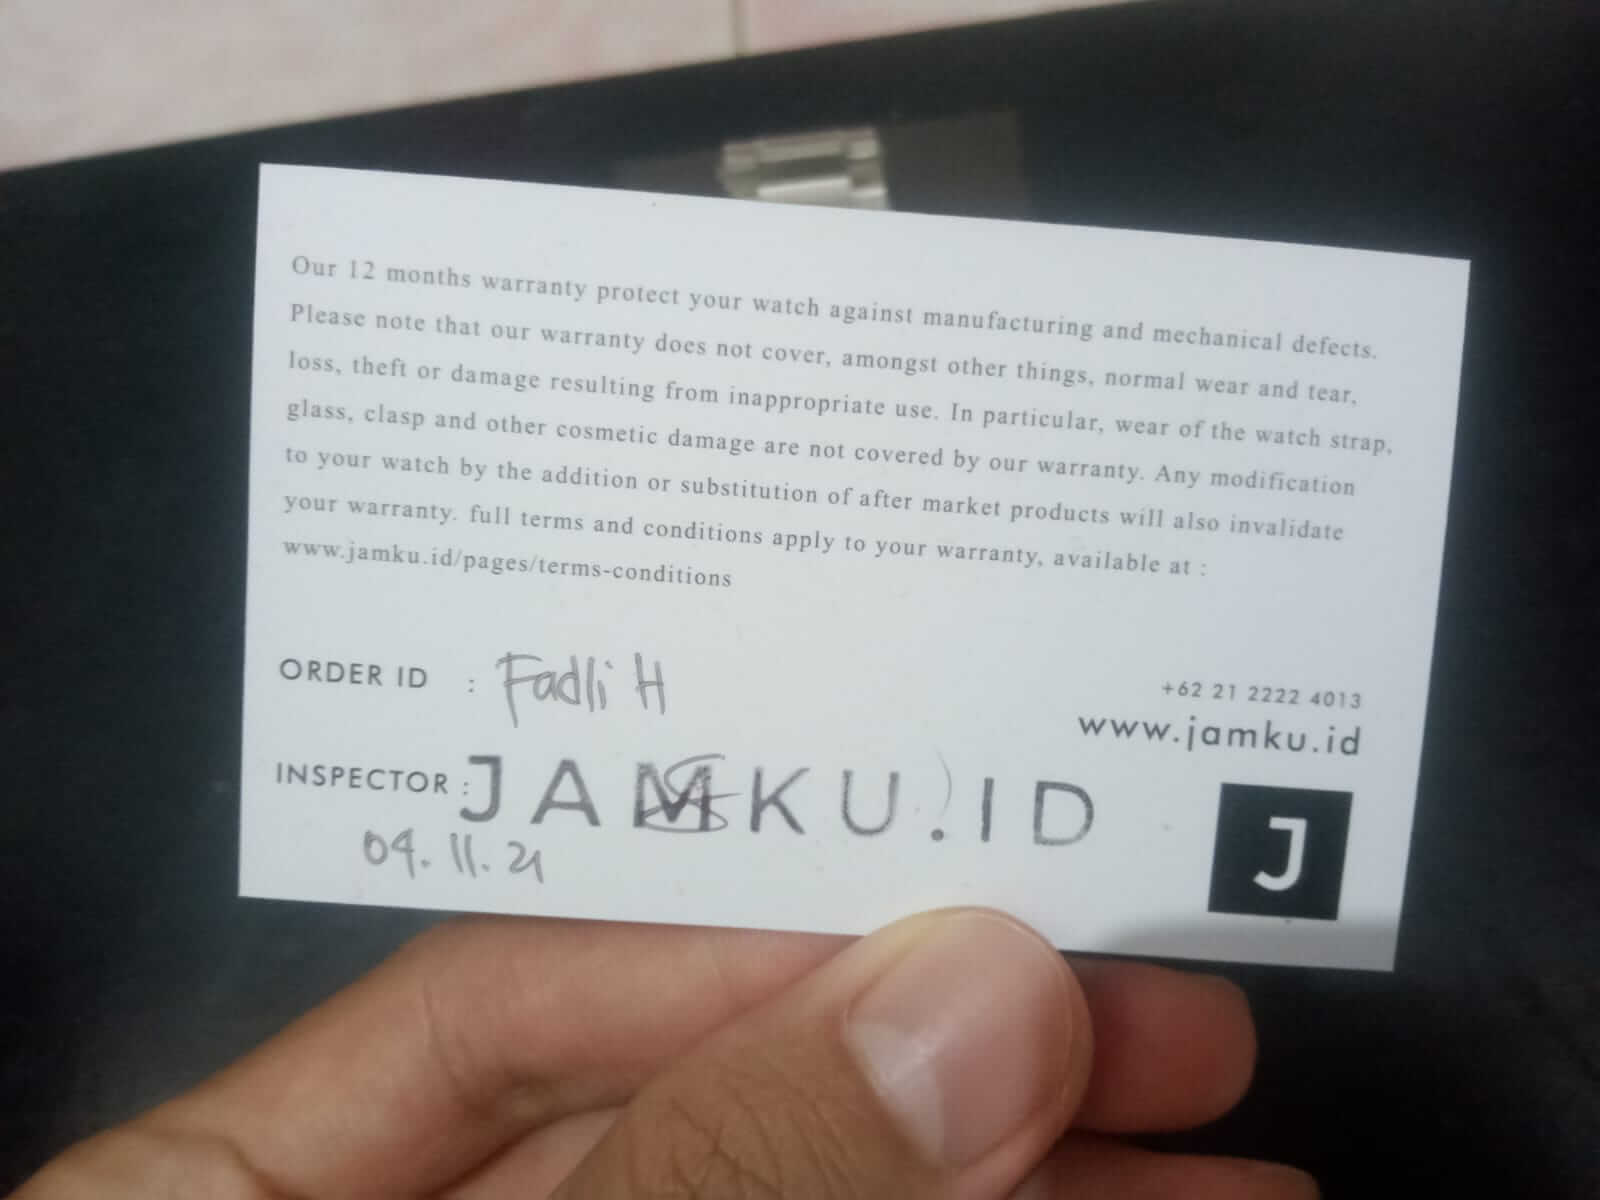 Our 12 months warranty protect your watch against manufacturing and mechanical defects.
Please note that our warranty does not cover, amongst other things, normal wear and tear,
loss, theft or damage resulting from inappropriate use. In particular, wear of the watch strap,
glass, clasp and other cosmetic damage are not covered by our warranty. Any modification
to your watch by the addition or substitution of after market products will also invalidate
your warranty. full terms and conditions apply to your warranty, available at :
www.jamku.id/pages/terms-conditions
ORDER ID : Fadli H
+62 21 2222 4013
www.jamku.id
INSPECTOR : JAMKU.ID
04.11.21
J